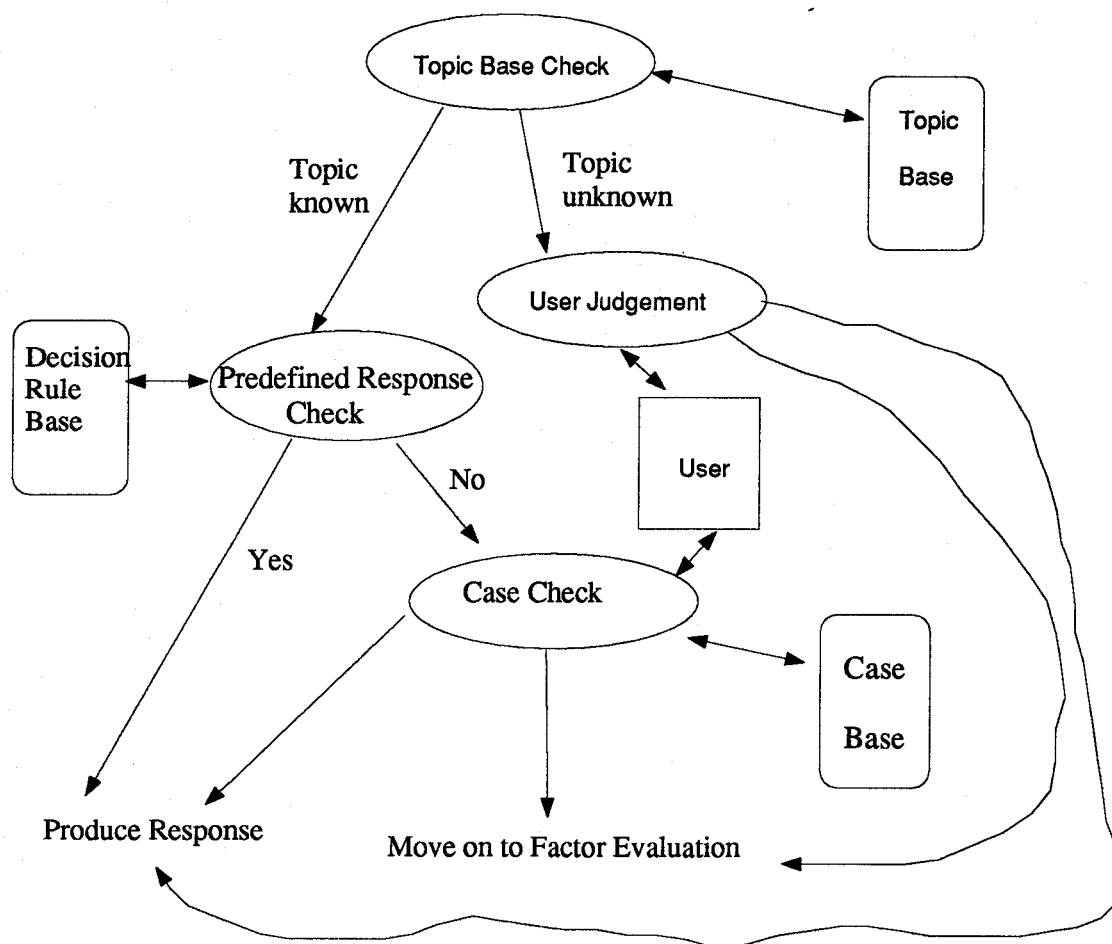 Topic Base Check
Topic
Base
Topic
known
Topic
unknown
User Judgement
Decision
Rule
Base
Predefined Response
Check
User
No
Yes
Case Check
Case
Base
Produce Response
Move on to Factor Evaluation